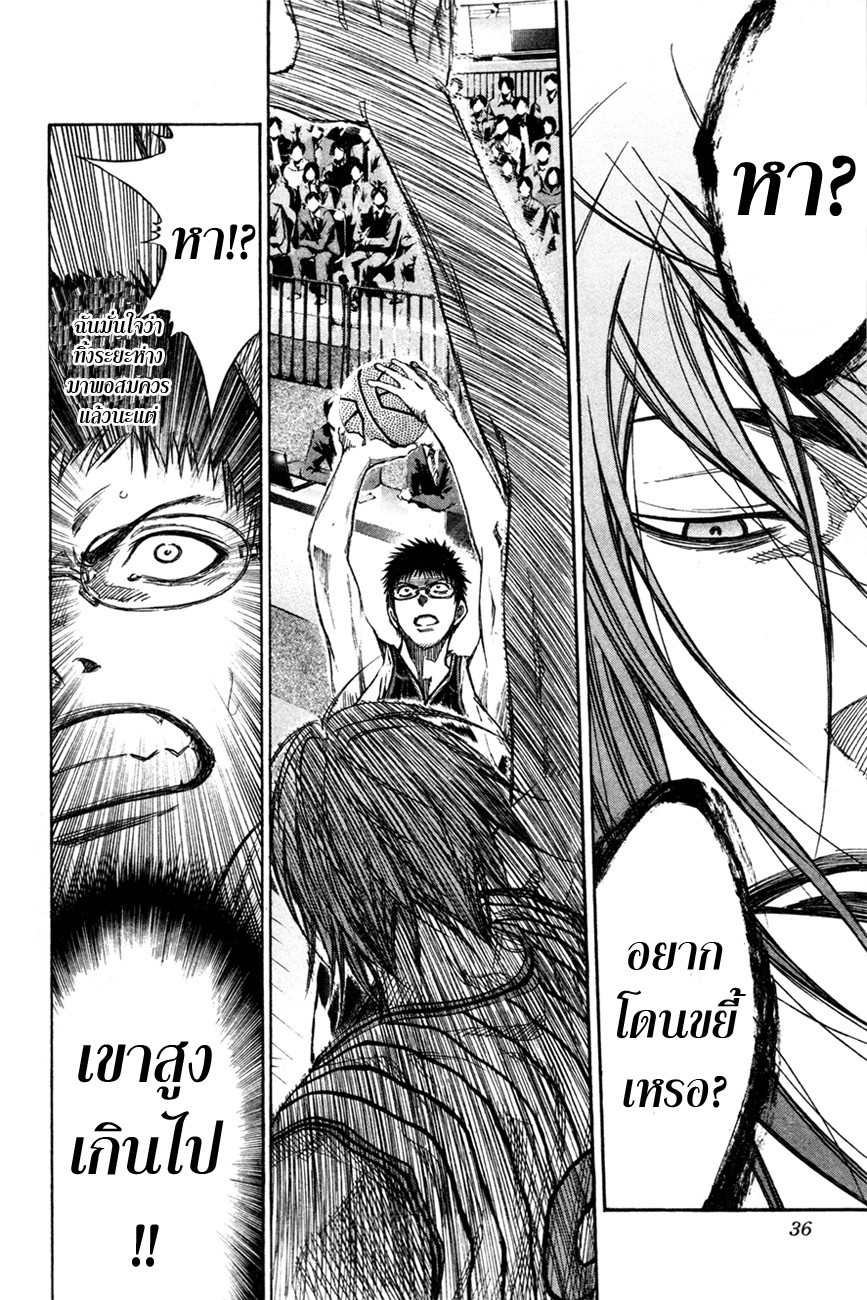 หา?
อยาก
โดนขยี้
เหรอ?
หา!?
ฉันมั่นใจว่า
ทิ้งระยะห่าง
มาพอสมควร
แล้วนะแต่
เขาสูง
เกินไป
!!
36